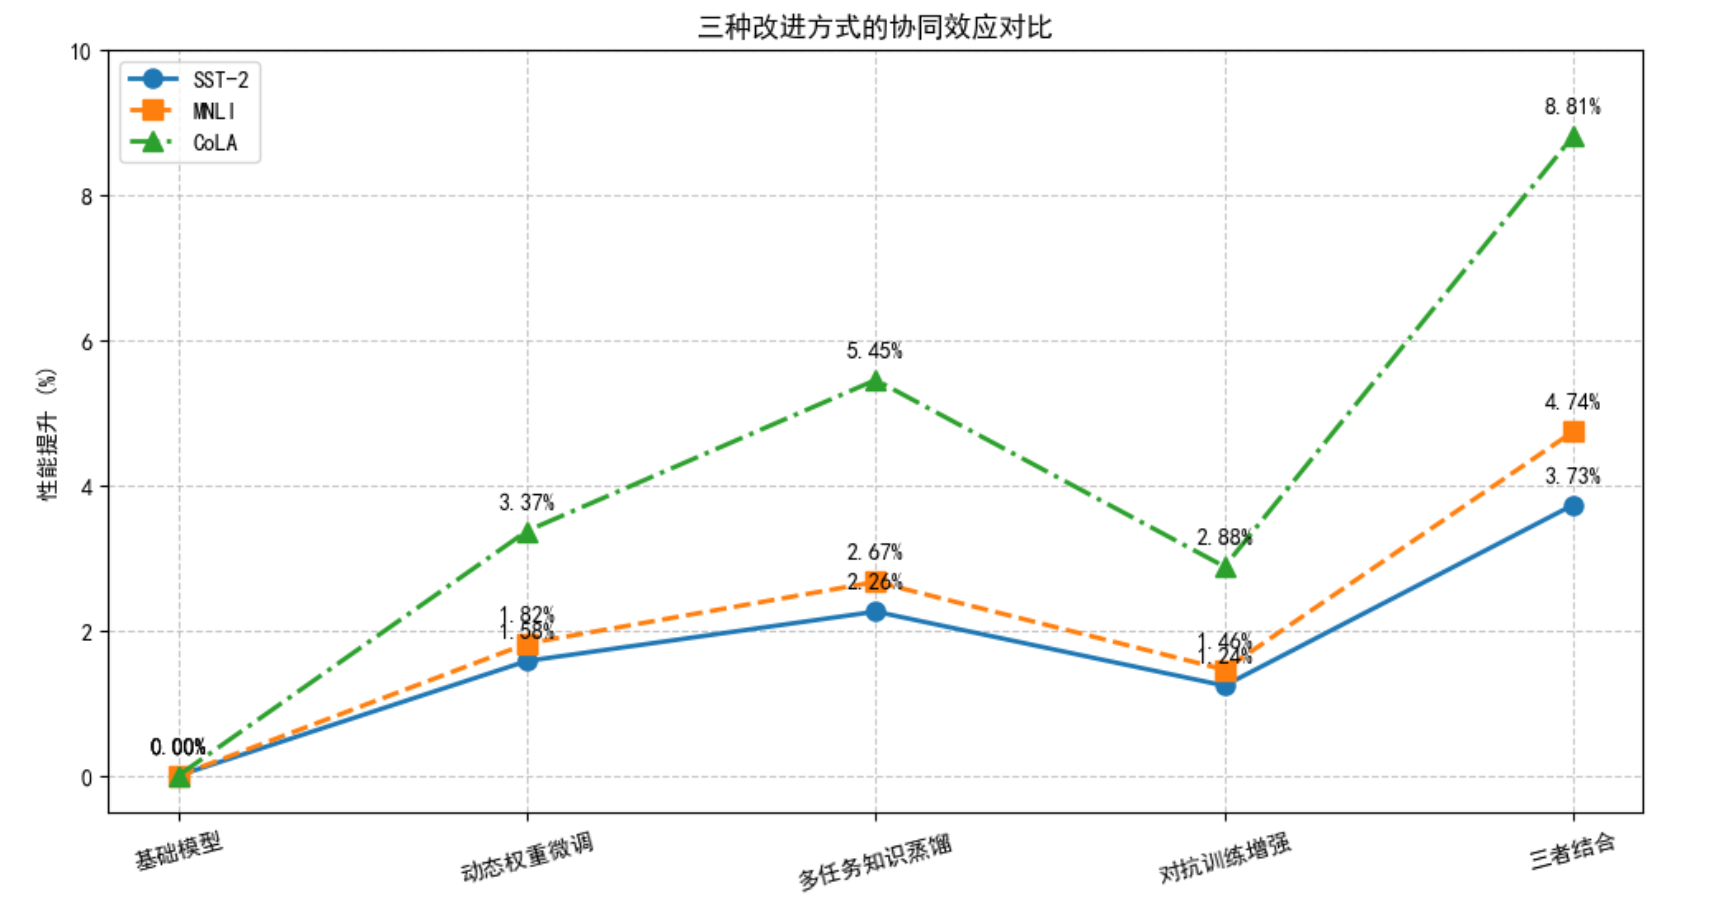 三种改进方式的协同效应对比
SST-2
MNLI
CoLA
性能提升 (%)
10
8
6
4
2
0
0.00%
3.37%
1.82%
1.58%
5.45%
2.67%
2.26%
2.88%
1.46%
1.24%
8.81%
4.74%
3.73%
基础模型
动态权重微调
多任务知识蒸馏
对抗训练增强
三者结合